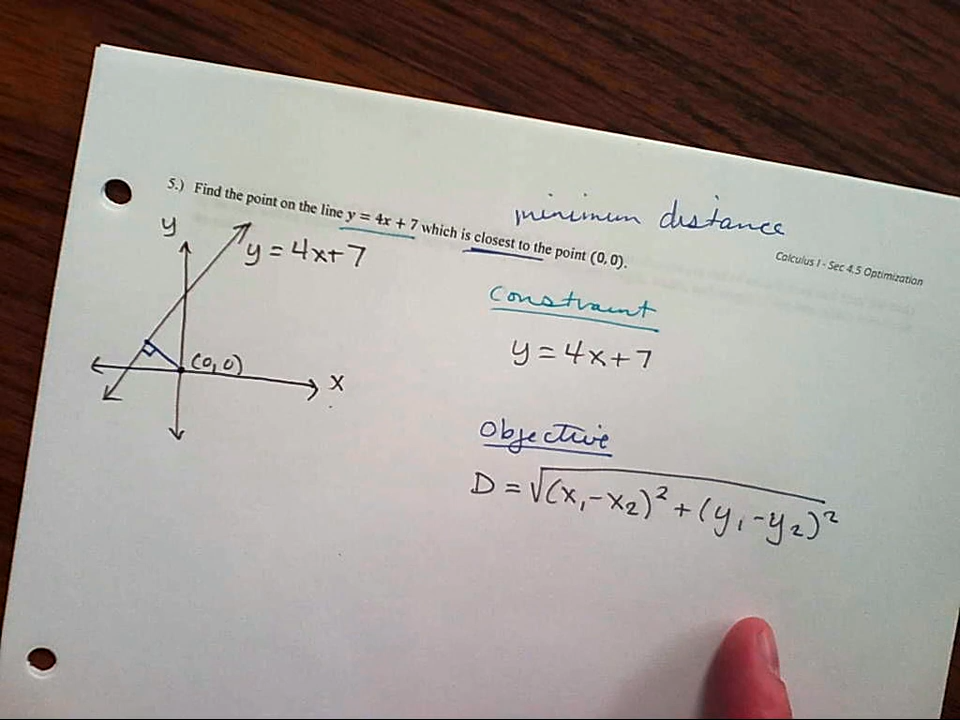 minimum distance
5.) Find the point on the line y = 4x + 7 which is closest to the point (0, 0).
Calculus I - Sec 4.5 Optimization
y
y = 4x+7
(0,0)
x
Constraint
y = 4x+7
Objective
D = √(x₁-x₂)² + (y₁-y₂)²